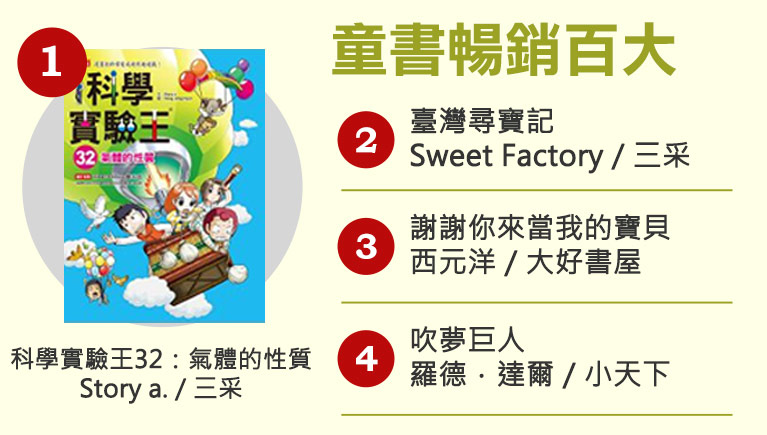 童書暢銷百大
1
科學
實驗王
32 氣體的性質
科學實驗王32：氣體的性質
Story a. / 三采
2
臺灣尋寶記
Sweet Factory / 三采
3
謝謝你來當我的寶貝
西元洋 / 大好書屋
4
吹夢巨人
羅德．達爾 / 小天下